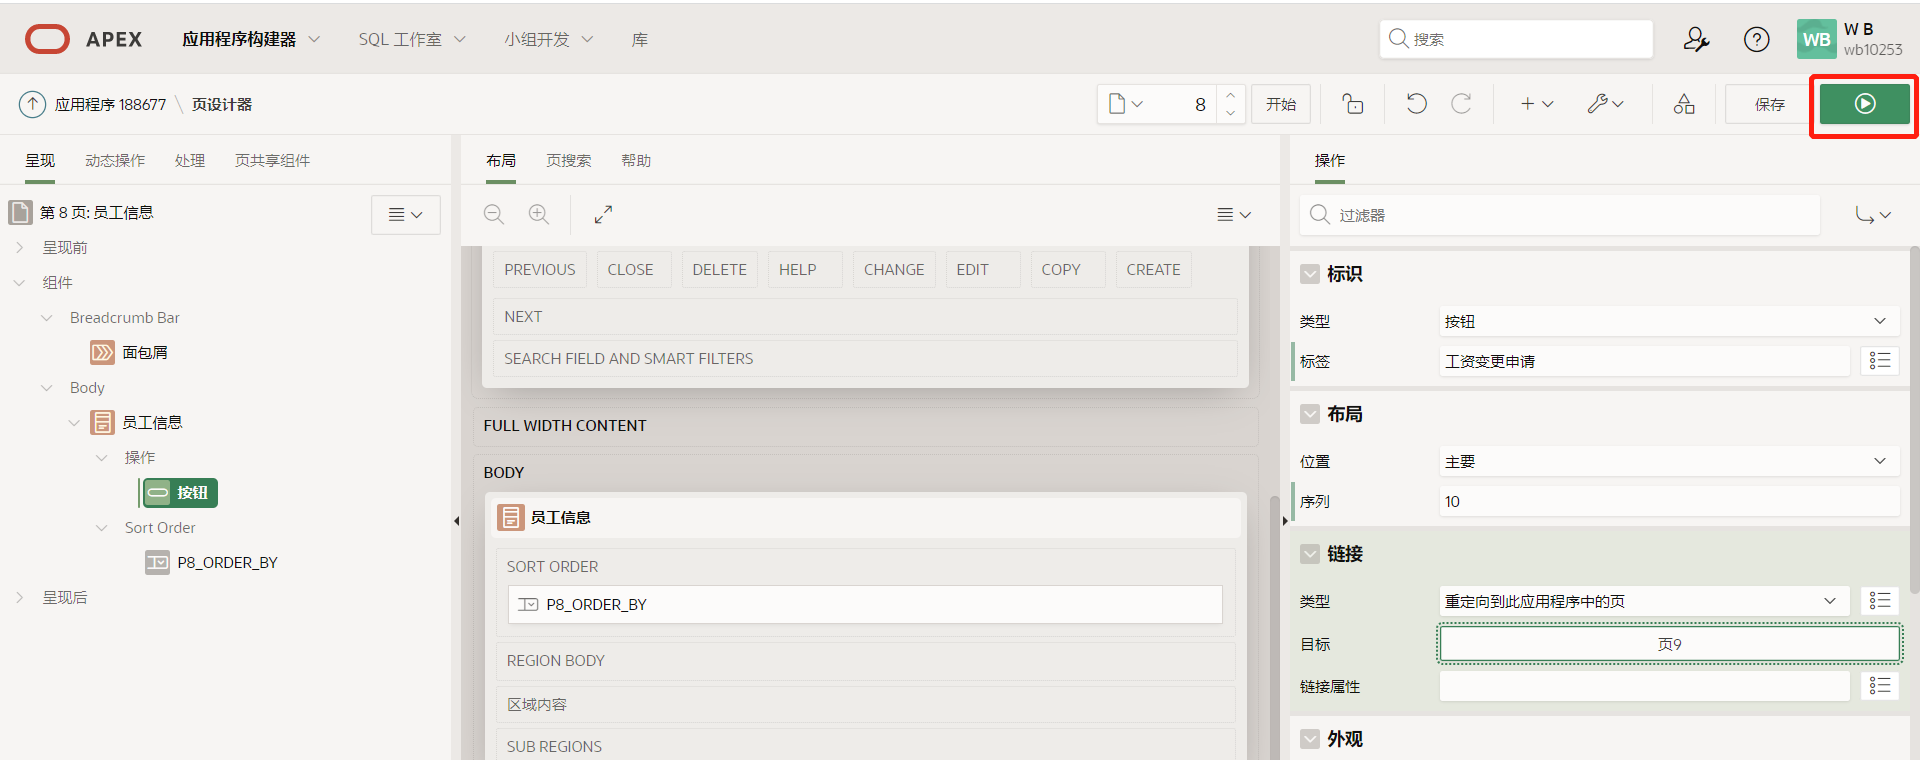 APEX 应用程序构建器 SQL 工作室 小组开发 库 搜索 WB W B
wb10253
应用程序 188677 \ 页设计器 8 开始 保存
呈现 动态操作 处理 页共享组件
第 8 页: 员工信息
呈现前
组件
Breadcrumb Bar
面包屑
Body
员工信息
操作
按钮
Sort Order
P8_ORDER_BY
呈现后
布局 页搜索 帮助
PREVIOUS CLOSE DELETE HELP CHANGE EDIT COPY CREATE
NEXT
SEARCH FIELD AND SMART FILTERS
FULL WIDTH CONTENT
BODY
员工信息
SORT ORDER
P8_ORDER_BY
REGION BODY
区域内容
SUB REGIONS
操作
过滤器
标识
类型 按钮
标签 工资变更申请
布局
位置 主要
序列 10
链接
类型 重定向到此应用程序中的页
目标 页9
链接属性
外观